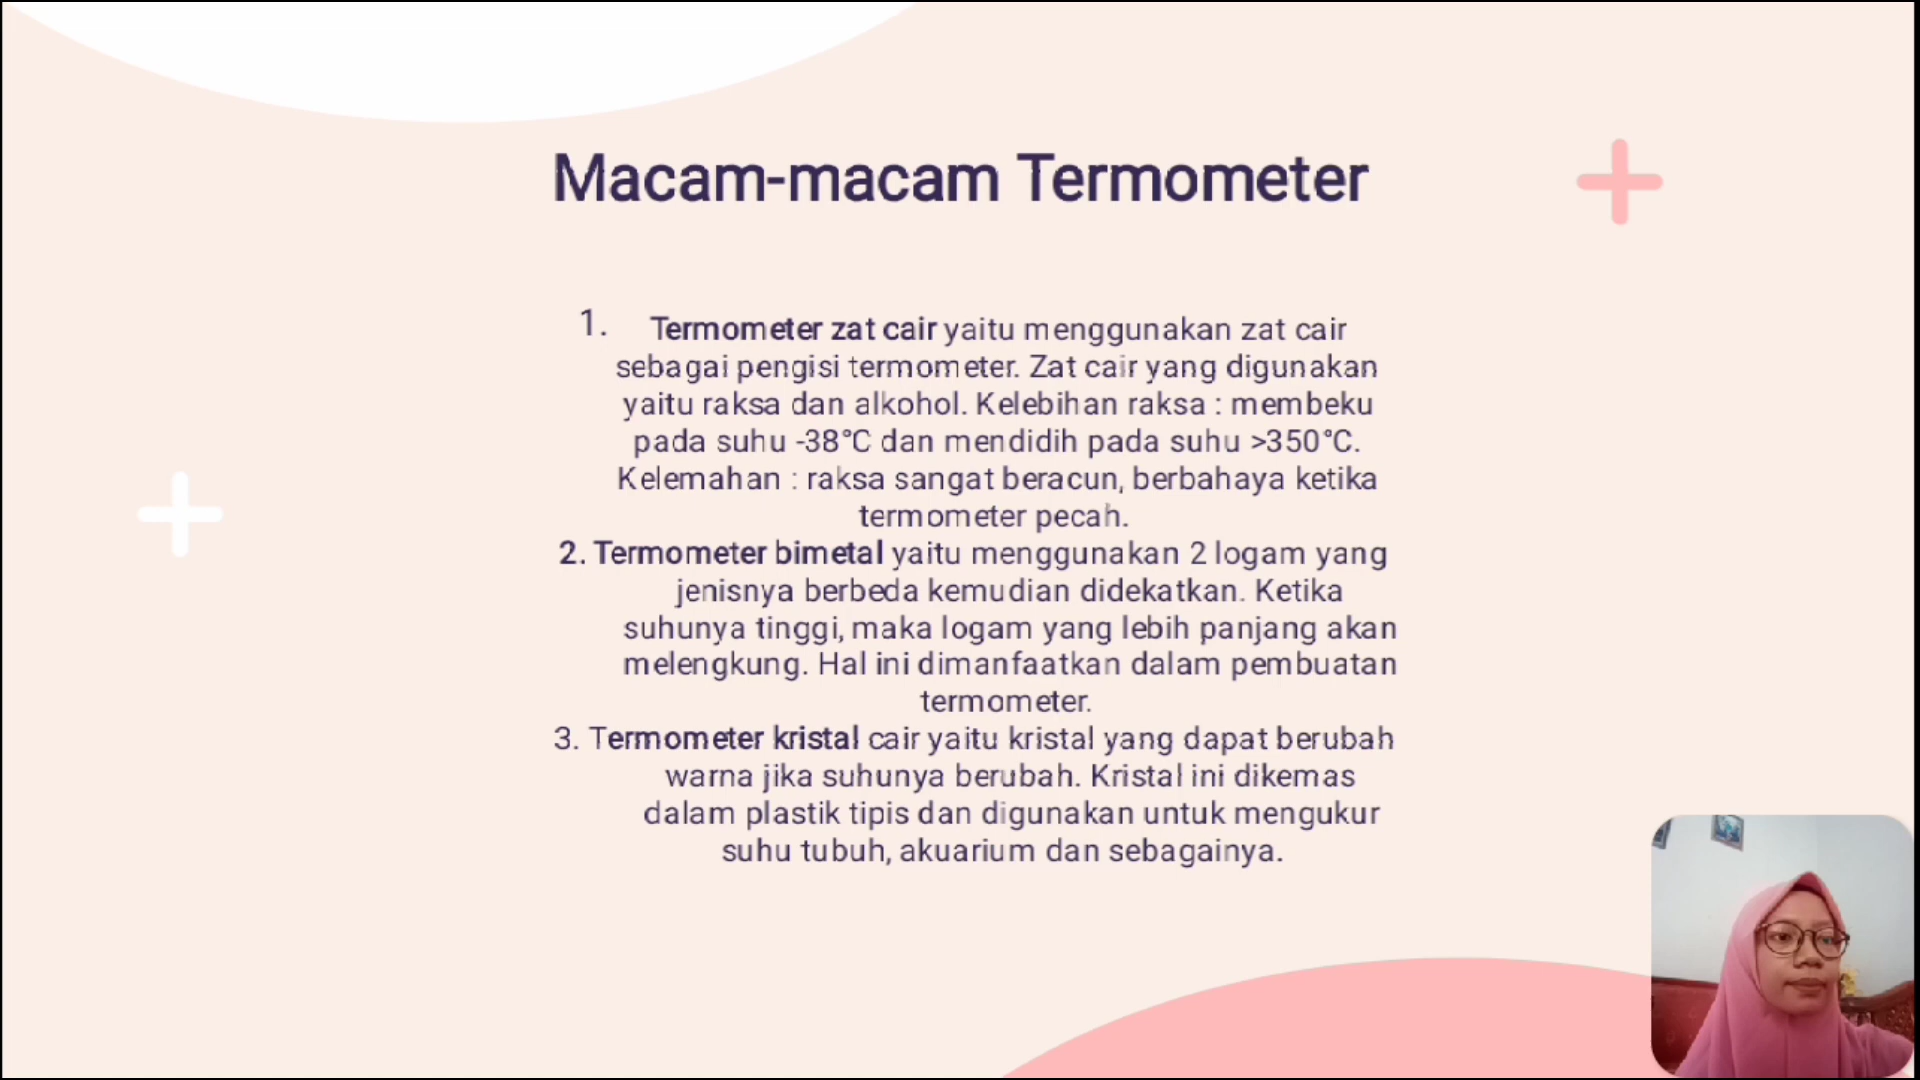 Macam-macam Termometer
1. Termometer zat cair yaitu menggunakan zat cair
sebagai pengisi termometer. Zat cair yang digunakan
yaitu raksa dan alkohol. Kelebihan raksa : membeku
pada suhu -38°C dan mendidih pada suhu >350°C.
Kelemahan : raksa sangat beracun, berbahaya ketika
termometer pecah.
2. Termometer bimetal yaitu menggunakan 2 logam yang
jenisnya berbeda kemudian didekatkan. Ketika
suhunya tinggi, maka logam yang lebih panjang akan
melengkung. Hal ini dimanfaatkan dalam pembuatan
termometer.
3. Termometer kristal cair yaitu kristal yang dapat berubah
warna jika suhunya berubah. Kristal ini dikemas
dalam plastik tipis dan digunakan untuk mengukur
suhu tubuh, akuarium dan sebagainya.